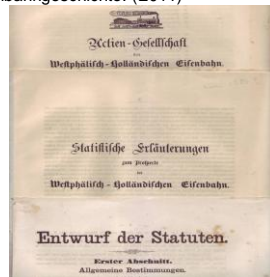 Actien-Gesellschaft
der
Westphälisch-Holländischen Eisenbahn.
Statistische Erläuterungen
zum Prospecte
der
Westphälisch-Holländischen Eisenbahn.
Entwurf der Statuten.
Erster Abschnitt.
Allgemeine Bestimmungen.